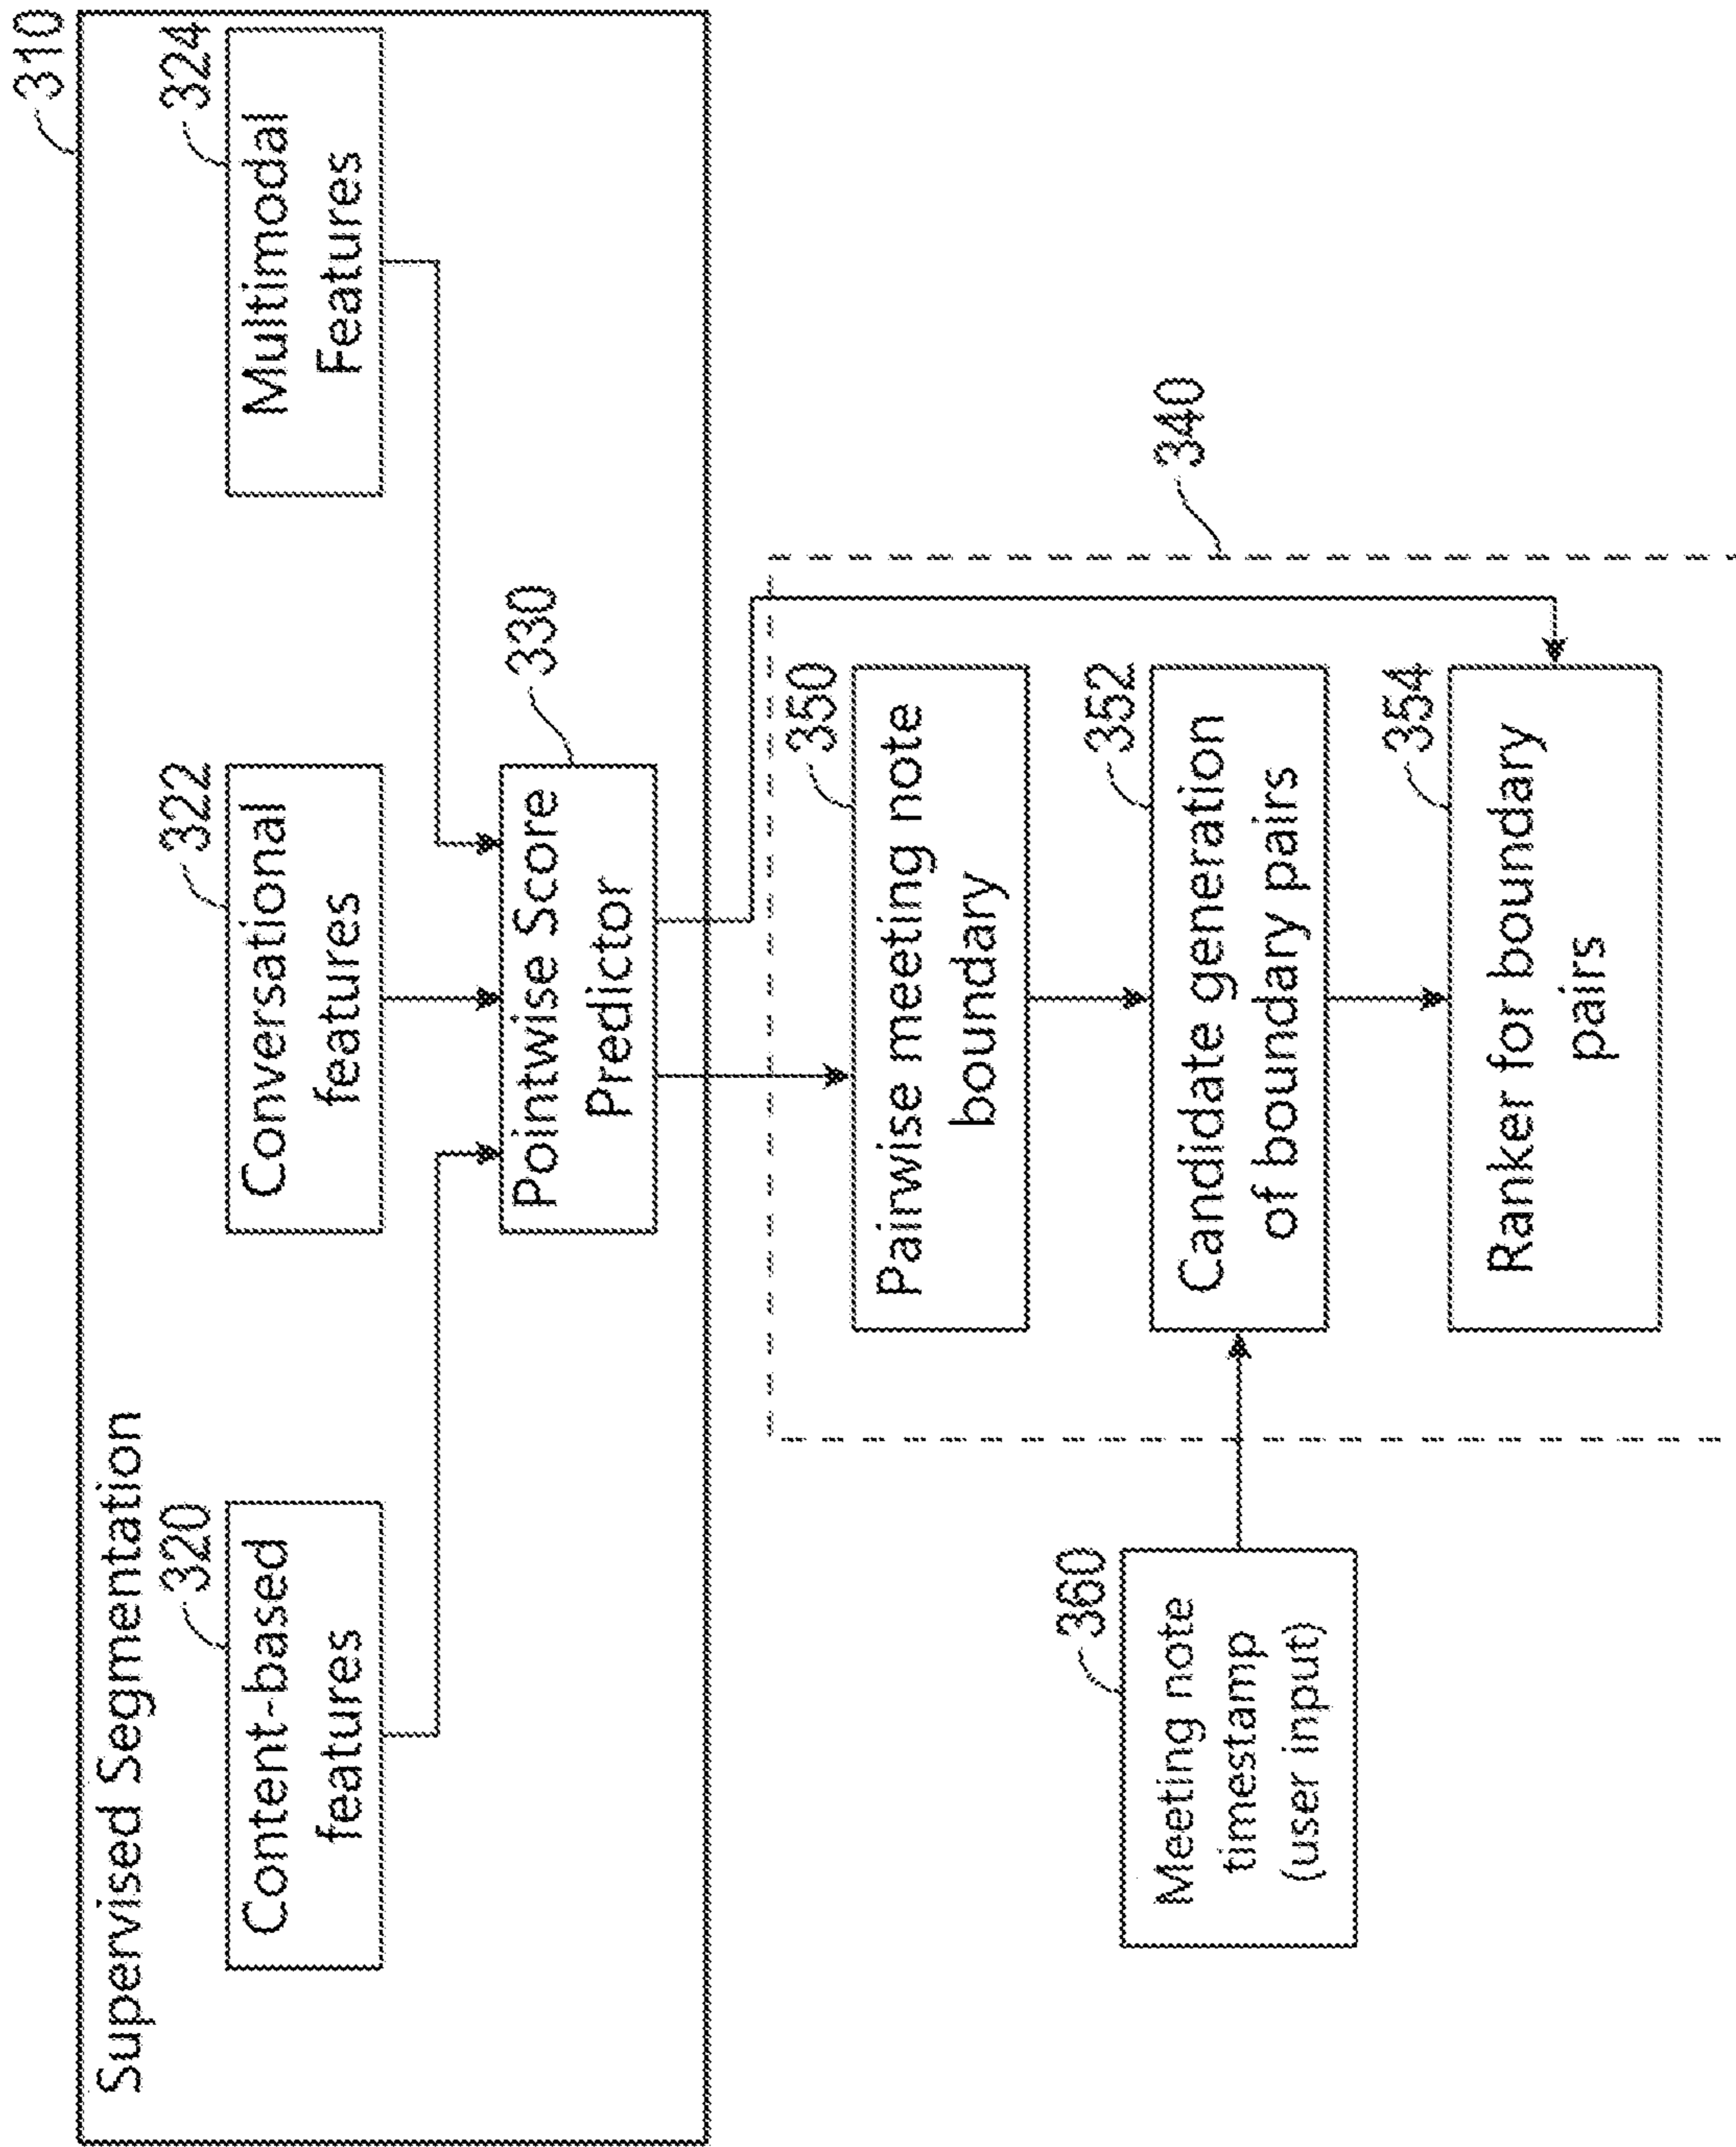 310
Supervised Segmentation
320
Content-based
features
322
Conversational
features
324
Multimodal
Features
330
Pointwise Score
Predictor
340
350
Pairwise meeting note
boundary
360
Meeting note
timestamp
(user input)
352
Candidate generation
of boundary pairs
354
Ranker for boundary
pairs